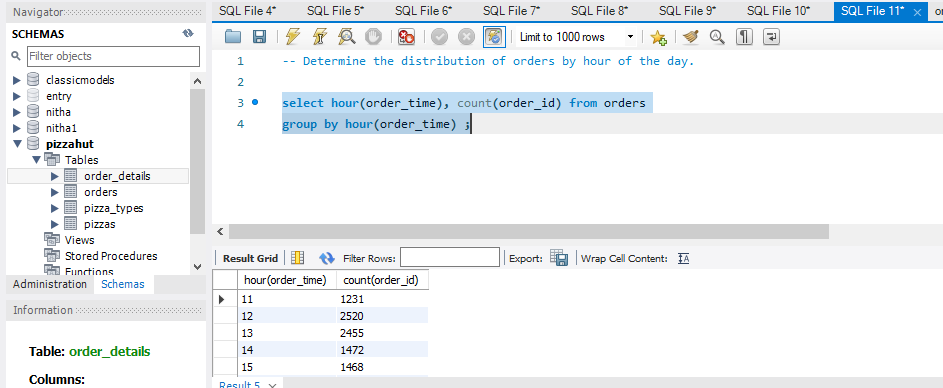 Navigator
SQL File 4*
SQL File 5*
SQL File 6*
SQL File 7*
SQL File 8*
SQL File 9*
SQL File 10*
SQL File 11*
SCHEMAS
Limit to 1000 rows
Filter objects
classicmodels
entry
nitha
nitha1
pizzahut
Tables
order_details
orders
pizza_types
pizzas
Views
Stored Procedures
Functions
Administration
Schemas
Information
Table: order_details
Columns:
1 -- Determine the distribution of orders by hour of the day.
2
3 select hour(order_time), count(order_id) from orders
4 group by hour(order_time) ;
Result Grid
Filter Rows:
Export:
Wrap Cell Content:
hour(order_time) count(order_id)
11 1231
12 2520
13 2455
14 1472
15 1468
Result 5